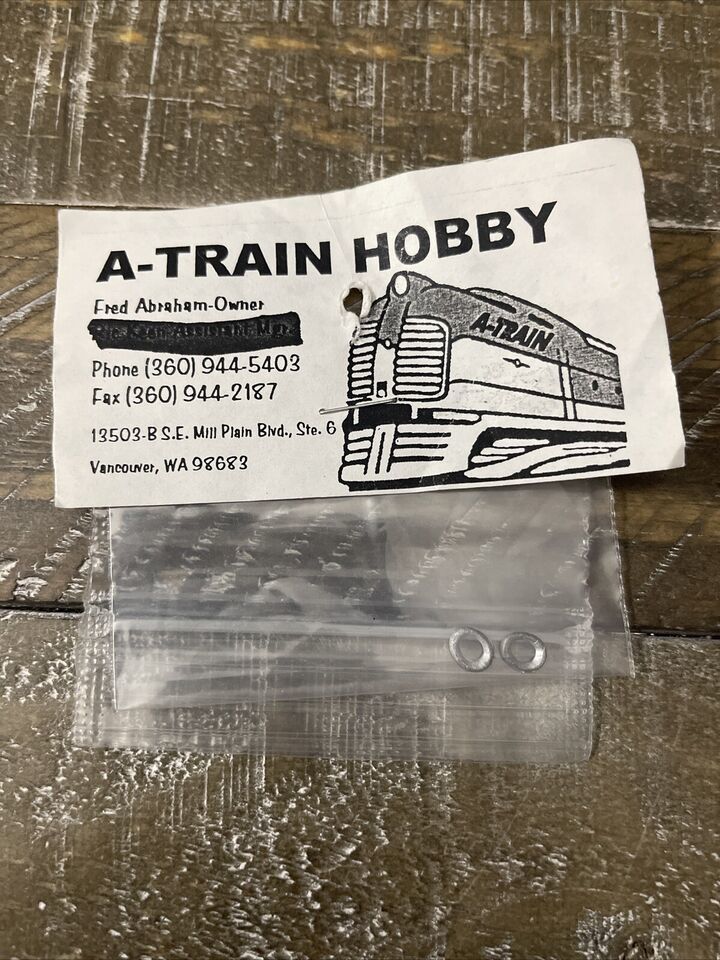 A-TRAIN HOBBY
Fred Abraham-Owner
Phone (360) 944-5403
Fax (360) 944-2187
13503-B S.E. Mill Plain Blvd., Ste. 6
Vancouver, WA 98683
A-TRAIN